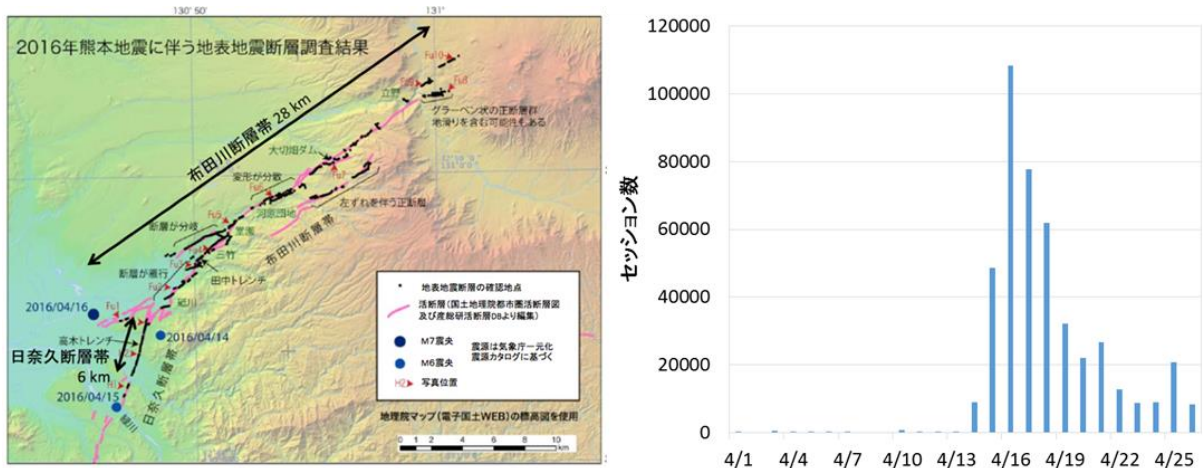 130° 50'
131°
2016年熊本地震に伴う地表地震断層調査結果
布田川断層帯 28 km
Fu10
Fu9
Fu8
立野
グラーベン状の正断層群
地滑りを含む可能性もある
大切畑ダム
Fu7
変形が分散
Fu6
河原団地
左ずれを伴う正断層
Fu5
断層が分岐
堂園
布田川断層帯
Fu4
三竹
Fu3
断層が雁行
田中トレンチ
Fu2
2016/04/16
Fu1
2016/04/14
高木トレンチ
日奈久断層帯
6 km
日奈久断層帯
H1
2016/04/15
緑川
地表地震断層の確認地点
活断層(国土地理院都市圏活断層図
及び産総研活断層DBより編集)
M7震央
震源は気象庁一元化
M6震央
震源カタログに基づく
H2
写真位置
地理院マップ(電子国土WEB)の標高図を使用
0 1 2 4 6 8 10
km
セッション数
120000
100000
80000
60000
40000
20000
0
4/1 4/4 4/7 4/10 4/13 4/16 4/19 4/22 4/25